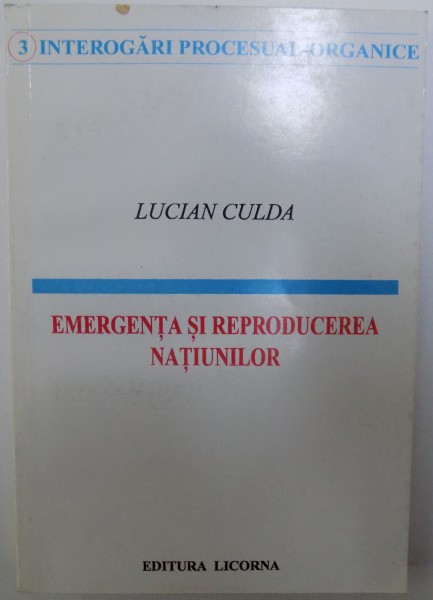 3 INTEROGĂRI PROCESUAL-ORGANICE
LUCIAN CULDA
EMERGENȚA ȘI REPRODUCEREA
NAȚIUNILOR
EDITURA LICORNA